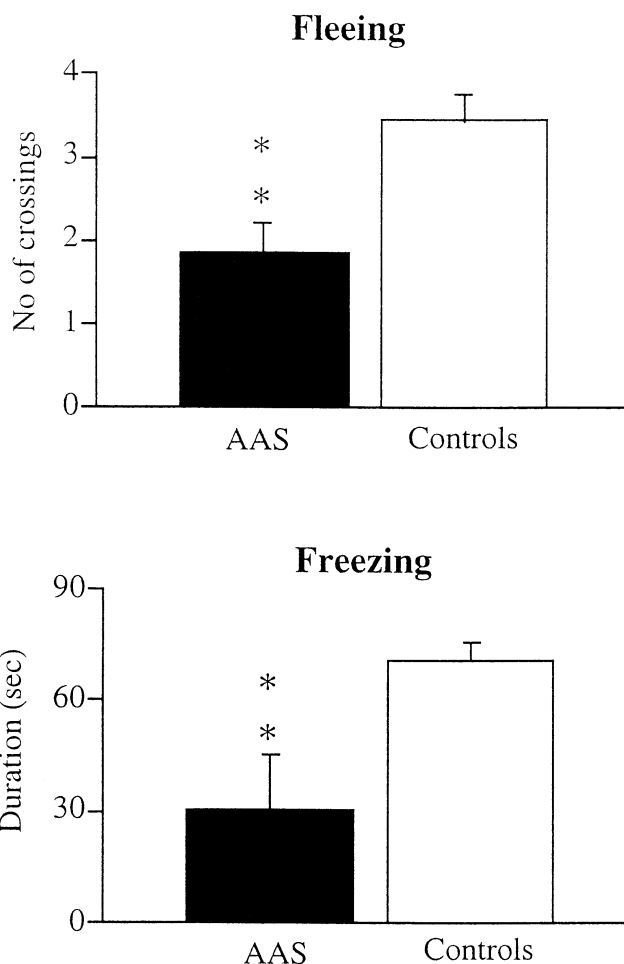 Fleeing
4
3
2
1
0
No of crossings
*
*
AAS
Controls
Freezing
90
60
30
0
Duration (sec)
*
*
AAS
Controls